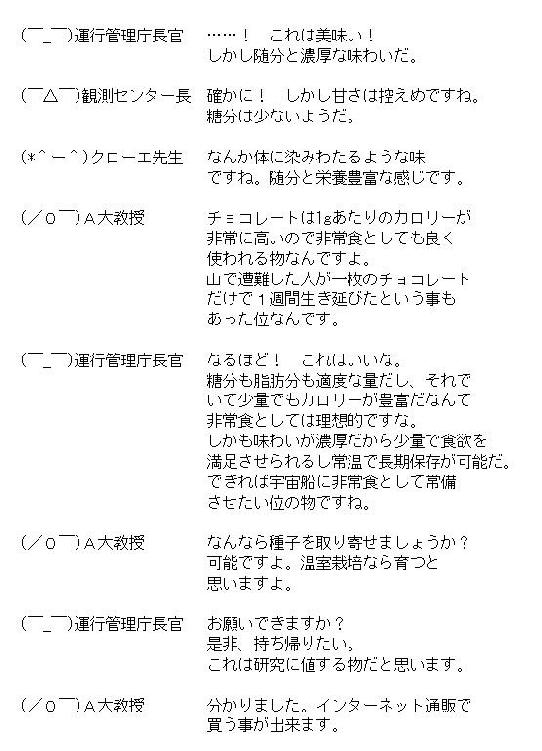 (￣_￣)運行管理庁長官　……！　これは美味い！
しかし随分と濃厚な味わいだ。
(￣△￣)観測センター長　確かに！　しかし甘さは控えめですね。
糖分は少ないようだ。
(*＾ー＾)クローエ先生　なんか体に染みわたるような味
ですね。随分と栄養豊富な感じです。
(／０￣)Ａ大教授　チョコレートは1gあたりのカロリーが
非常に高いので非常食としても良く
使われる物なんですよ。
山で遭難した人が一枚のチョコレート
だけで１週間生き延びたという事も
あった位なんです。
(￣_￣)運行管理庁長官　なるほど！　これはいいな。
糖分も脂肪分も適度な量だし、それで
いて少量でもカロリーが豊富だなんて
非常食としては理想的ですな。
しかも味わいが濃厚だから少量で食欲を
満足させられるし常温で長期保存が可能だ。
できれば宇宙船に非常食として常備
させたい位の物ですね。
(／０￣)Ａ大教授　なんなら種子を取り寄せましょうか？
可能ですよ。温室栽培なら育つと
思いますよ。
(￣_￣)運行管理庁長官　お願いできますか？
是非、持ち帰りたい。
これは研究に値する物だと思います。
(／０￣)Ａ大教授　分かりました。インターネット通販で
買う事が出来ます。